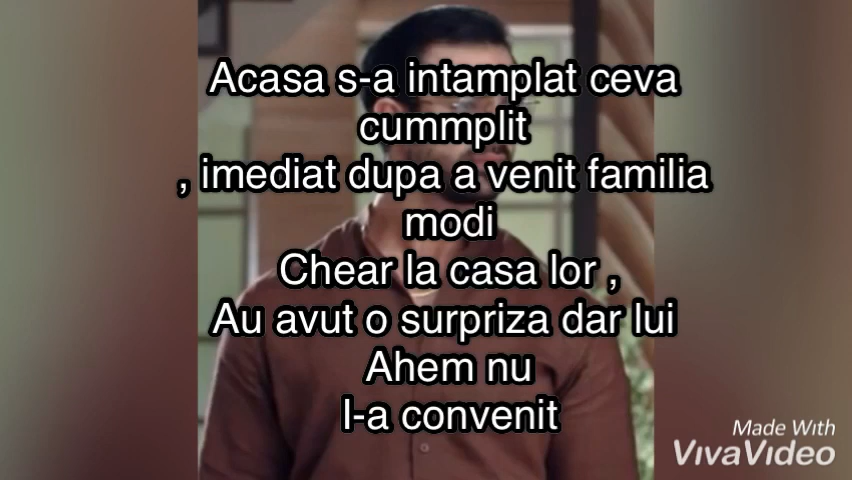 Acasa s-a intamplat ceva
cummplit
, imediat dupa a venit familia
modi
Chear la casa lor ,
Au avut o surpriza dar lui
Ahem nu
I-a convenit
Made With
VivaVideo